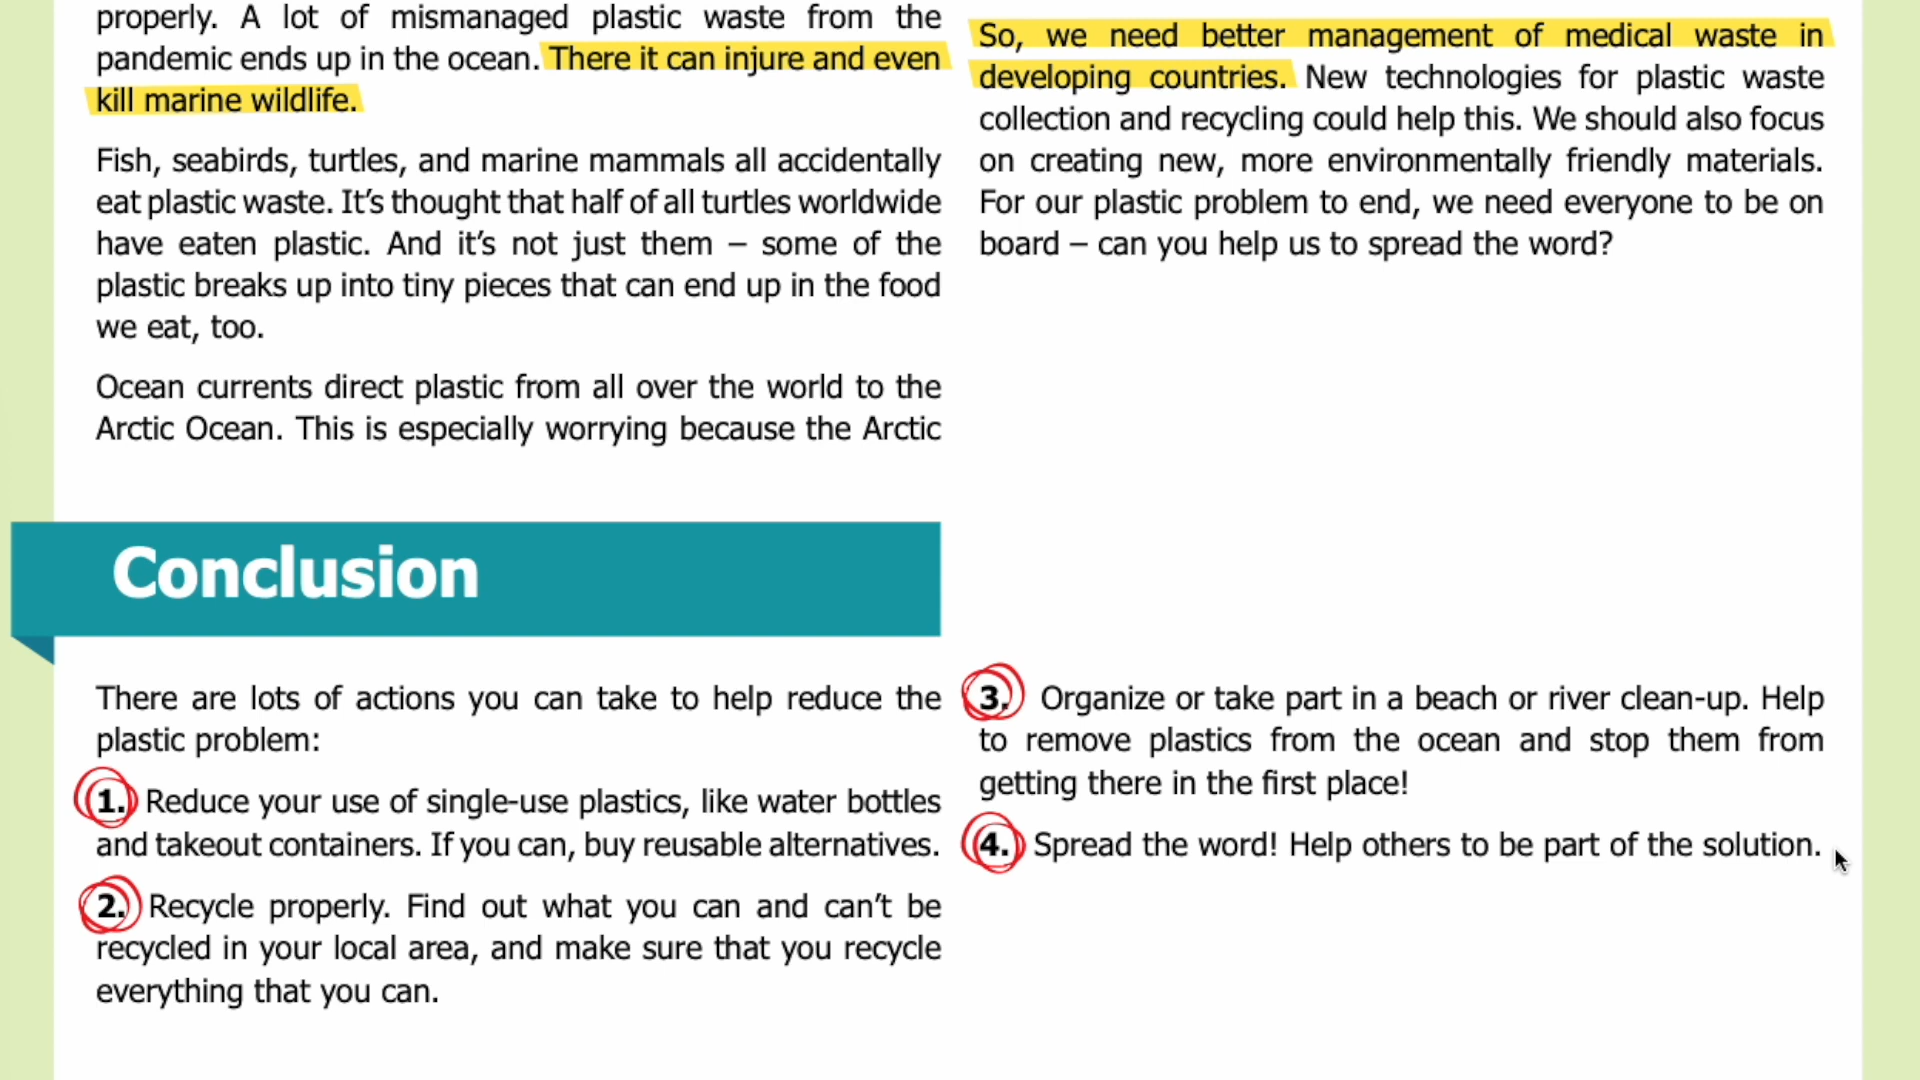 properly. A lot of mismanaged plastic waste from the
pandemic ends up in the ocean. There it can injure and even
kill marine wildlife.
Fish, seabirds, turtles, and marine mammals all accidentally
eat plastic waste. It’s thought that half of all turtles worldwide
have eaten plastic. And it’s not just them – some of the
plastic breaks up into tiny pieces that can end up in the food
we eat, too.
Ocean currents direct plastic from all over the world to the
Arctic Ocean. This is especially worrying because the Arctic
So, we need better management of medical waste in
developing countries. New technologies for plastic waste
collection and recycling could help this. We should also focus
on creating new, more environmentally friendly materials.
For our plastic problem to end, we need everyone to be on
board – can you help us to spread the word?
Conclusion
There are lots of actions you can take to help reduce the
plastic problem:
1. Reduce your use of single-use plastics, like water bottles
and takeout containers. If you can, buy reusable alternatives.
2. Recycle properly. Find out what you can and can’t be
recycled in your local area, and make sure that you recycle
everything that you can.
3. Organize or take part in a beach or river clean-up. Help
to remove plastics from the ocean and stop them from
getting there in the first place!
4. Spread the word! Help others to be part of the solution.